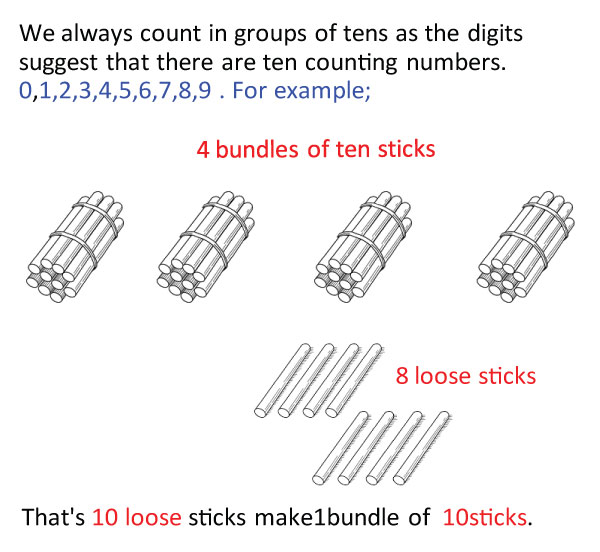 We always count in groups of tens as the digits
suggest that there are ten counting numbers.
0,1,2,3,4,5,6,7,8,9 . For example;
4 bundles of ten sticks
8 loose sticks
That's 10 loose sticks make1bundle of 10sticks.